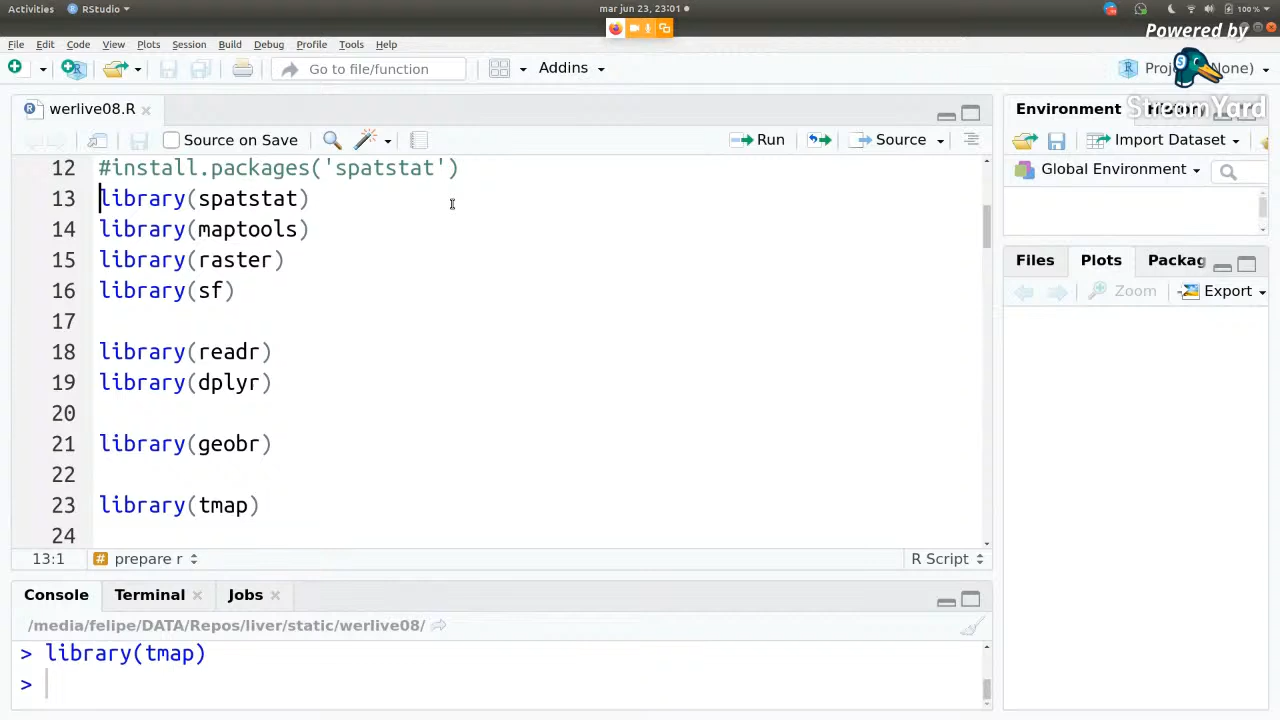 Activities RStudio mar jun 23, 23:01 100 %
Powered by
File Edit Code View Plots Session Build Debug Profile Tools Help
Go to file/function Addins
StreamYard
werlive08.R
Source on Save Run Source
12 #install.packages('spatstat')
13 library(spatstat)
14 library(maptools)
15 library(raster)
16 library(sf)
17
18 library(readr)
19 library(dplyr)
20
21 library(geobr)
22
23 library(tmap)
24
13:1 # prepare r R Script
Console Terminal Jobs
/media/felipe/DATA/Repos/liver/static/werlive08/
> library(tmap)
>
Environment
Import Dataset
Global Environment
Files Plots Packag
Zoom Export